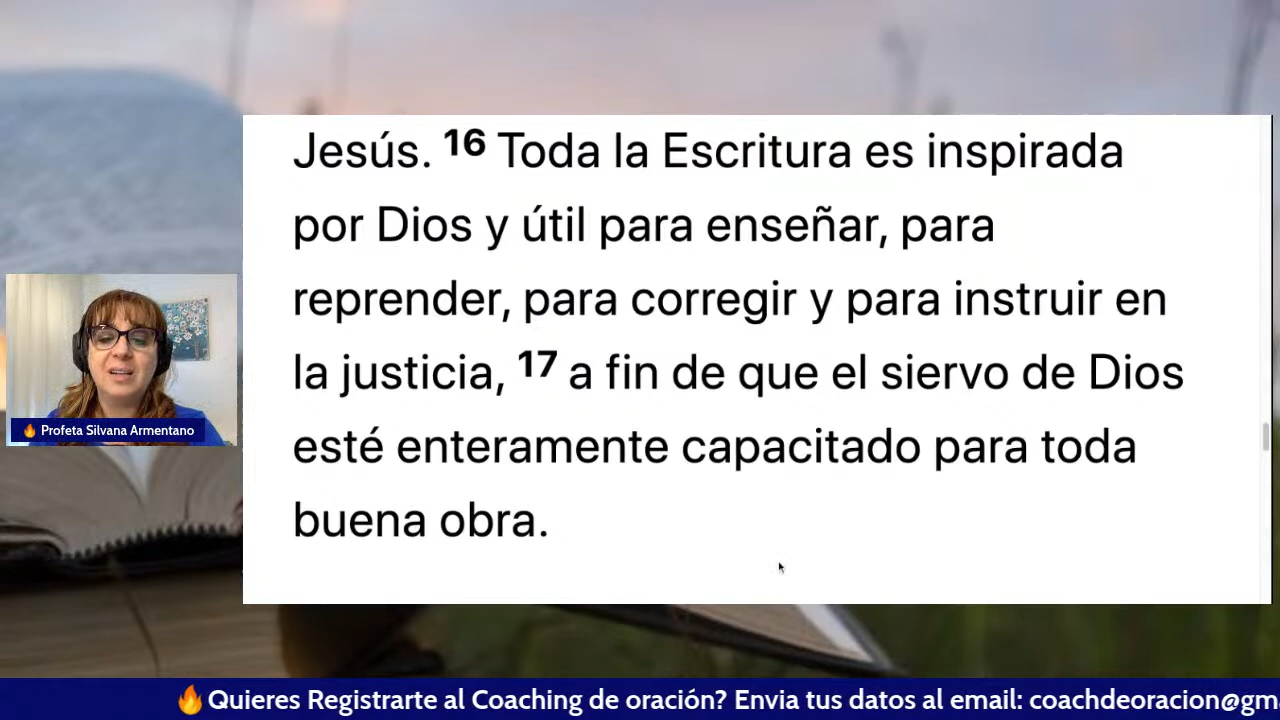 Jesús. 16 Toda la Escritura es inspirada
por Dios y útil para enseñar, para
reprender, para corregir y para instruir en
la justicia, 17 a fin de que el siervo de Dios
esté enteramente capacitado para toda
buena obra.
🔥 Profeta Silvana Armentano
🔥Quieres Registrarte al Coaching de oración? Envia tus datos al email: coachdeoracion@gm